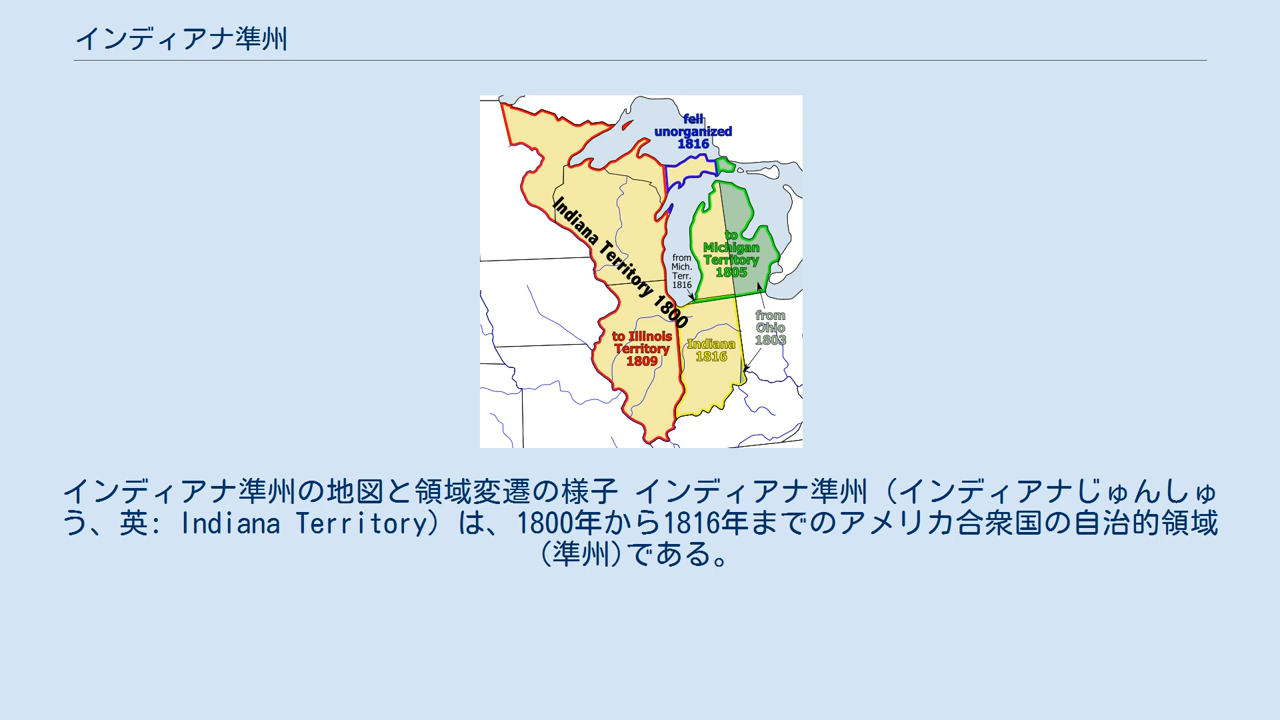 インディアナ準州
fell
unorganized
1816
Indiana Territory 1800
to
Michigan
Territory
1805
from
Mich.
Terr.
1816
from
Ohio
1803
to Illinois
Territory
1809
Indiana
1816
インディアナ準州の地図と領域変遷の様子 インディアナ準州（インディアナじゅんしゅ
う、英: Indiana Territory）は、1800年から1816年までのアメリカ合衆国の自治的領域
(準州)である。